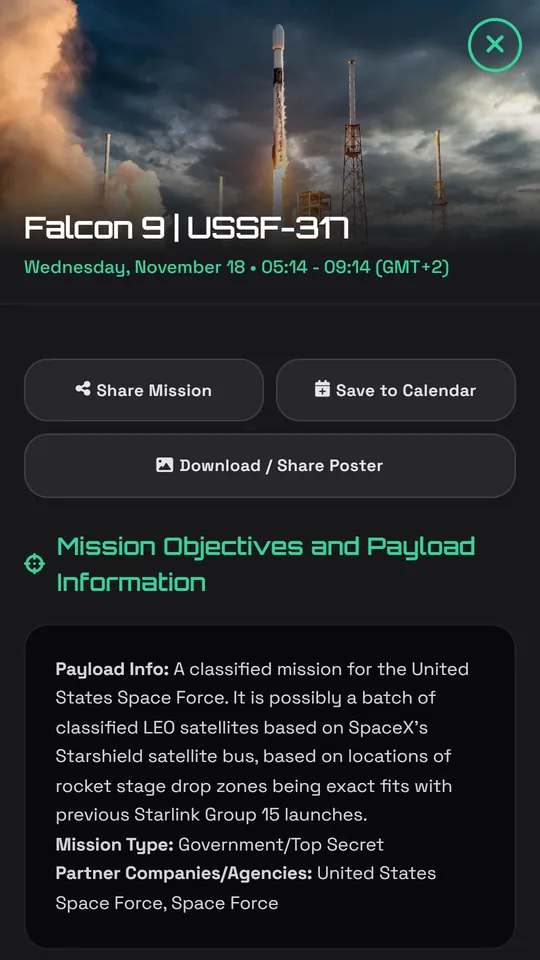 Falcon 9 | USSF-317
Wednesday, November 18 • 05:14 - 09:14 (GMT+2)
Share Mission
Save to Calendar
Download / Share Poster
Mission Objectives and Payload
Information
Payload Info: A classified mission for the United
States Space Force. It is possibly a batch of
classified LEO satellites based on SpaceX's
Starshield satellite bus, based on locations of
rocket stage drop zones being exact fits with
previous Starlink Group 15 launches.
Mission Type: Government/Top Secret
Partner Companies/Agencies: United States
Space Force, Space Force